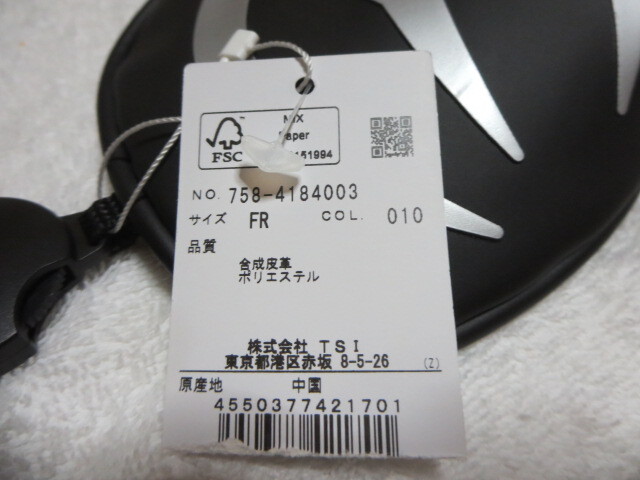 MIX
Paper
FSC
151994
NO. 758-4184003
サイズ FR COL. 010
品質
合成皮革
ポリエステル
株式会社 TSI
東京都港区赤坂 8-5-26 (Z)
原産地 中国
4550377421701